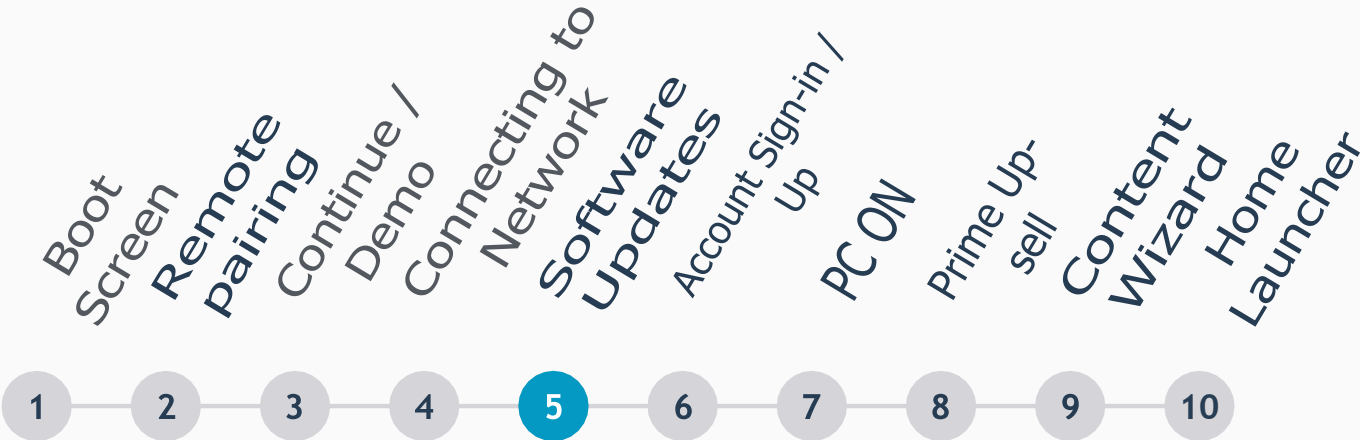 Boot
Screen
Remote
pairing
Continue /
Demo
Connecting to
Network
Software
Updates
Account Sign-in /
Up
PC ON
Prime Up-
sell
Content
Wizard
Home
Launcher
1
2
3
4
5
6
7
8
9
10